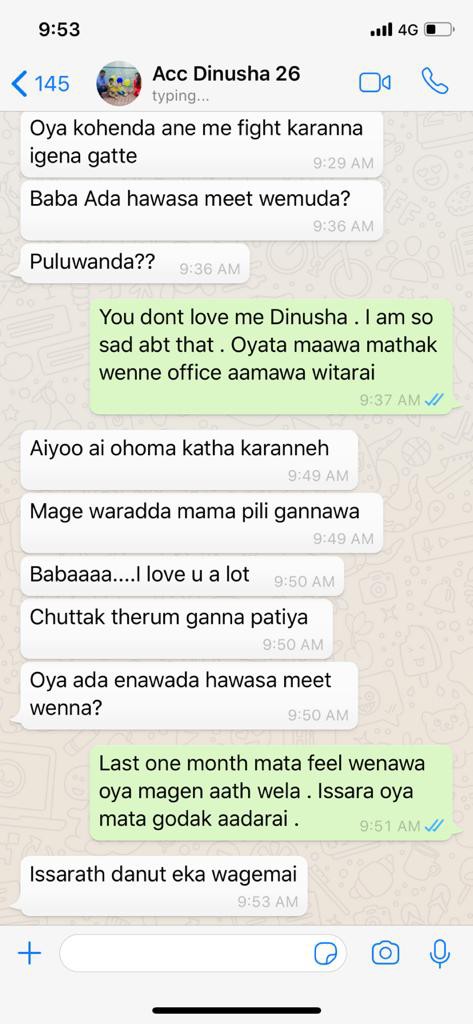 9:53
4G
145
Acc Dinusha 26
typing...
Oya kohenda ane me fight karanna
igena gatte
9:29 AM
Baba Ada hawasa meet wemuda?
9:36 AM
Puluwanda??
9:36 AM
You dont love me Dinusha . I am so
sad abt that . Oyata maawa mathak
wenne office aamawa witarai
9:37 AM
Aiyoo ai ohoma katha karanneh
9:49 AM
Mage waradda mama pili gannawa
9:49 AM
Babaaaa....I love u a lot
9:50 AM
Chuttak therum ganna patiya
9:50 AM
Oya ada enawada hawasa meet
wenna?
9:50 AM
Last one month mata feel wenawa
oya magen aath wela . Issara oya
mata godak aadarai .
9:51 AM
Issarath danut eka wagemai
9:53 AM